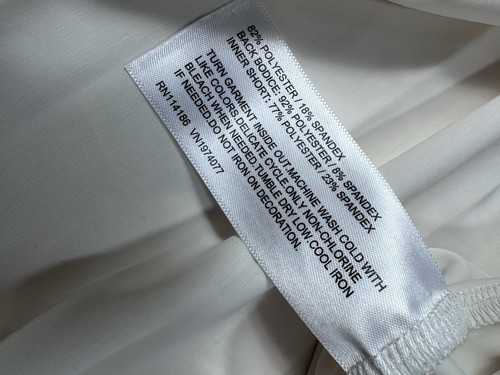 82% POLYESTER / 18% SPANDEX
BACK BODICE: 92% POLYESTER / 8% SPANDEX
INNER SHORT: 77% POLYESTER / 23% SPANDEX
TURN GARMENT INSIDE OUT.MACHINE WASH COLD WITH
LIKE COLORS.DELICATE CYCLE.ONLY NON-CHLORINE
BLEACH WHEN NEEDED.TUMBLE DRY LOW.COOL IRON
IF NEEDED.DO NOT IRON ON DECORATION.
RN114186 VN1974077